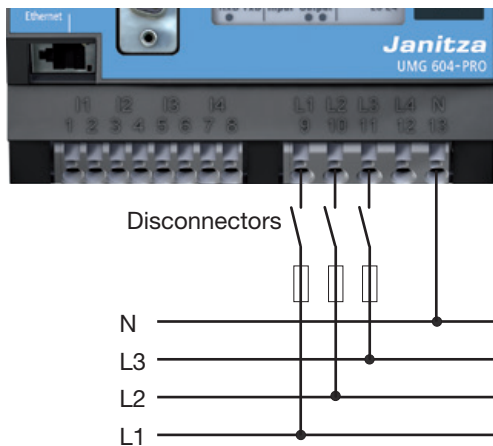 Ethernet
Janitza
UMG 604-PRO
I1 I2 I3 I4 L1 L2 L3 L4 N
1 2 3 4 5 6 7 8 9 10 11 12 13
Disconnectors
N
L3
L2
L1